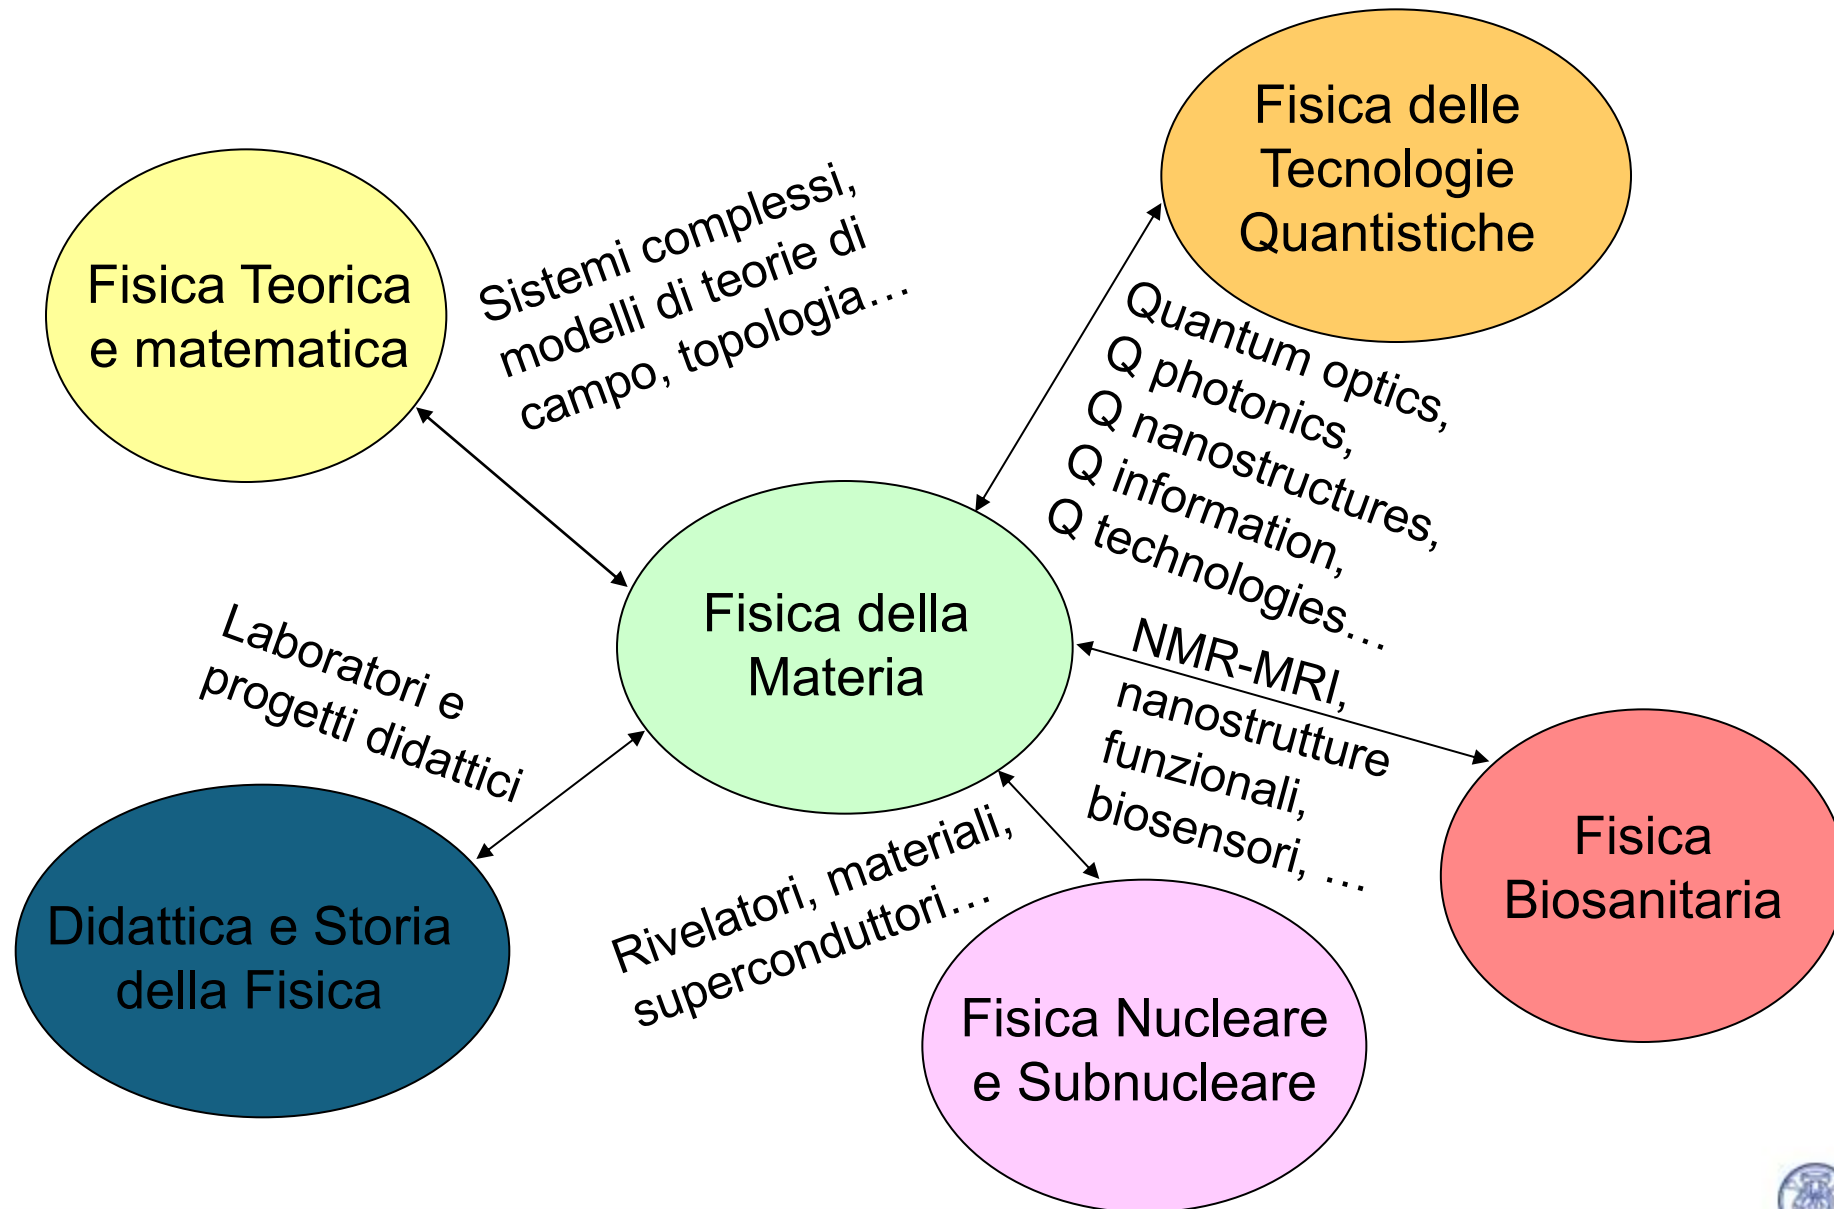 Fisica delle
Tecnologie
Quantistiche
Fisica Teorica
e matematica
Sistemi complessi,
modelli di teorie di
campo, topologia…
Quantum optics,
Q photonics,
Q nanostructures,
Q information,
Q technologies…
Fisica della
Materia
Laboratori e
progetti didattici
NMR-MRI,
nanostrutture
funzionali,
biosensori, …
Fisica
Biosanitaria
Rivelatori, materiali,
superconduttori…
Didattica e Storia
della Fisica
Fisica Nucleare
e Subnucleare